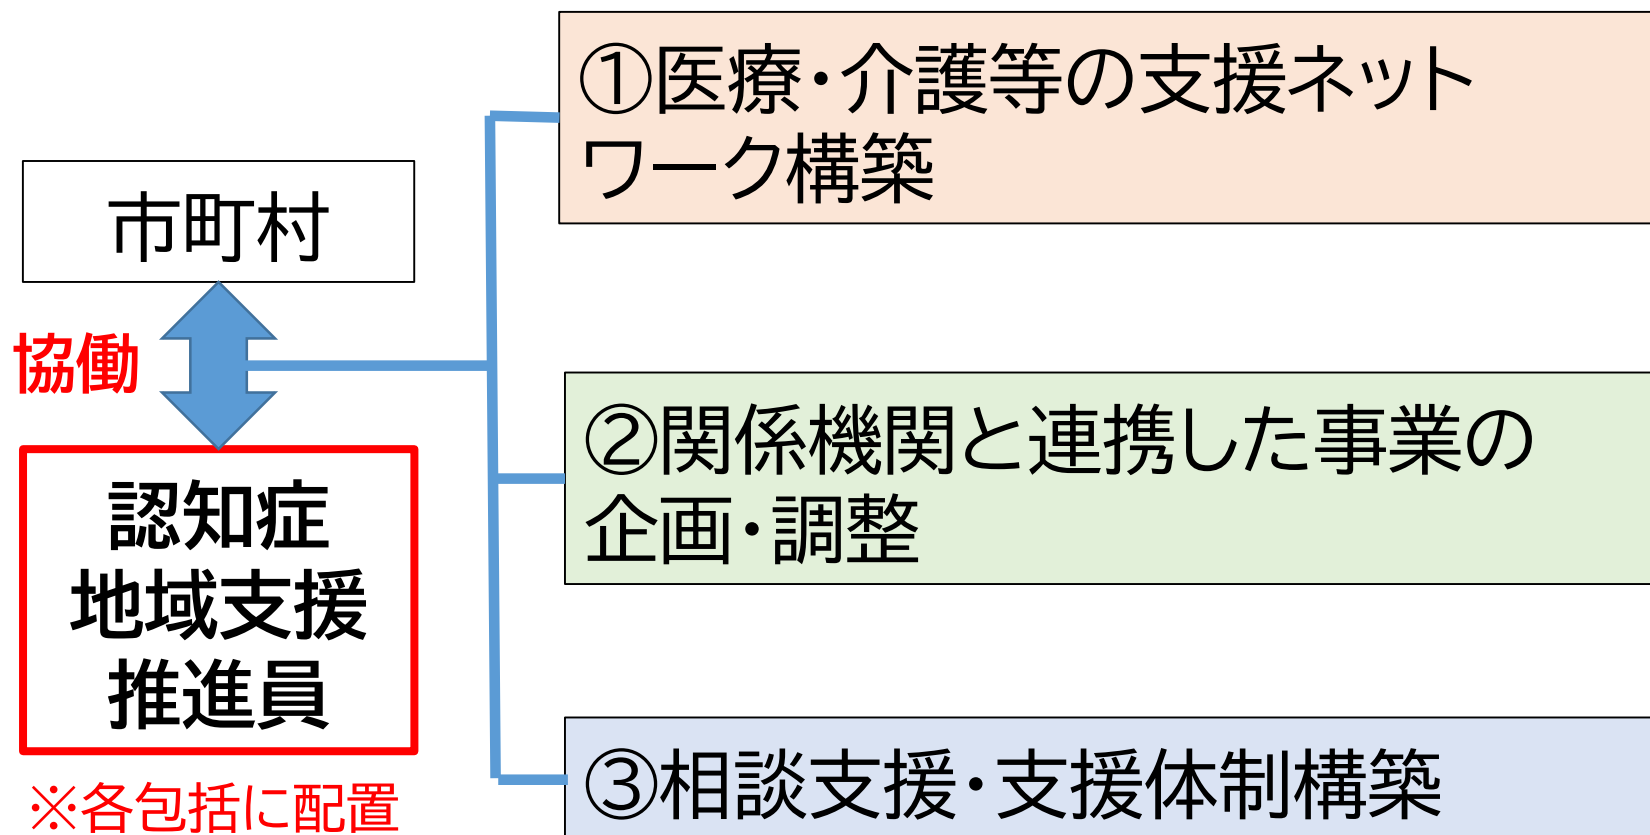 市町村
協働
認知症
地域支援
推進員
※各包括に配置
①医療・介護等の支援ネット
ワーク構築
②関係機関と連携した事業の
企画・調整
③相談支援・支援体制構築